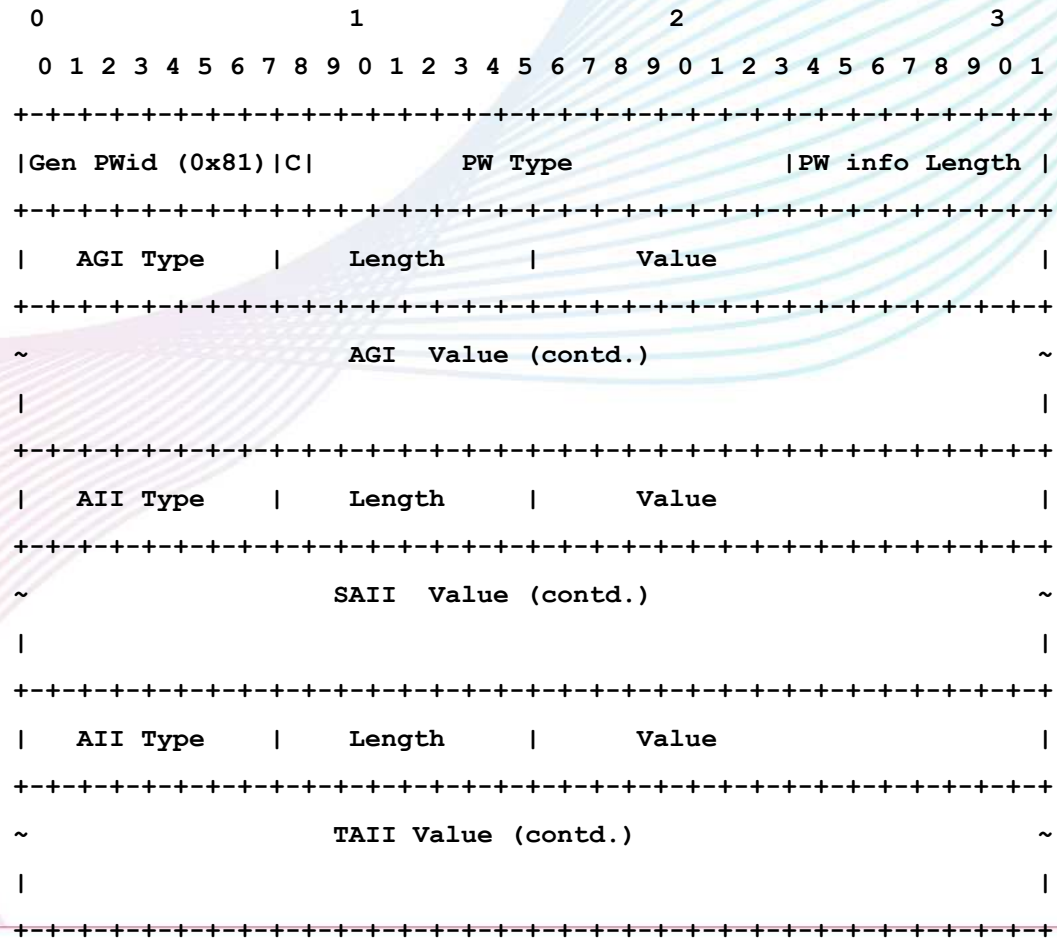 0                   1                   2                   3
 0 1 2 3 4 5 6 7 8 9 0 1 2 3 4 5 6 7 8 9 0 1 2 3 4 5 6 7 8 9 0 1
+-+-+-+-+-+-+-+-+-+-+-+-+-+-+-+-+-+-+-+-+-+-+-+-+-+-+-+-+-+-+-+-+
|Gen PWid (0x81)|C|         PW Type             |PW info Length |
+-+-+-+-+-+-+-+-+-+-+-+-+-+-+-+-+-+-+-+-+-+-+-+-+-+-+-+-+-+-+-+-+
|   AGI Type    |    Length     |      Value                    |
+-+-+-+-+-+-+-+-+-+-+-+-+-+-+-+-+-+-+-+-+-+-+-+-+-+-+-+-+-+-+-+-+
~                    AGI  Value (contd.)                        ~
|                                                               |
+-+-+-+-+-+-+-+-+-+-+-+-+-+-+-+-+-+-+-+-+-+-+-+-+-+-+-+-+-+-+-+-+
|   AII Type    |    Length     |      Value                    |
+-+-+-+-+-+-+-+-+-+-+-+-+-+-+-+-+-+-+-+-+-+-+-+-+-+-+-+-+-+-+-+-+
~                   SAII  Value (contd.)                        ~
|                                                               |
+-+-+-+-+-+-+-+-+-+-+-+-+-+-+-+-+-+-+-+-+-+-+-+-+-+-+-+-+-+-+-+-+
|   AII Type    |    Length     |      Value                    |
+-+-+-+-+-+-+-+-+-+-+-+-+-+-+-+-+-+-+-+-+-+-+-+-+-+-+-+-+-+-+-+-+
~                   TAII Value (contd.)                         ~
|                                                               |
+-+-+-+-+-+-+-+-+-+-+-+-+-+-+-+-+-+-+-+-+-+-+-+-+-+-+-+-+-+-+-+-+